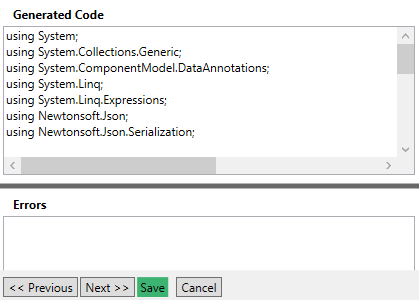 Generated Code
using System;
using System.Collections.Generic;
using System.ComponentModel.DataAnnotations;
using System.Linq;
using System.Linq.Expressions;
using Newtonsoft.Json;
using Newtonsoft.Json.Serialization;
Errors
<< Previous Next >> Save Cancel